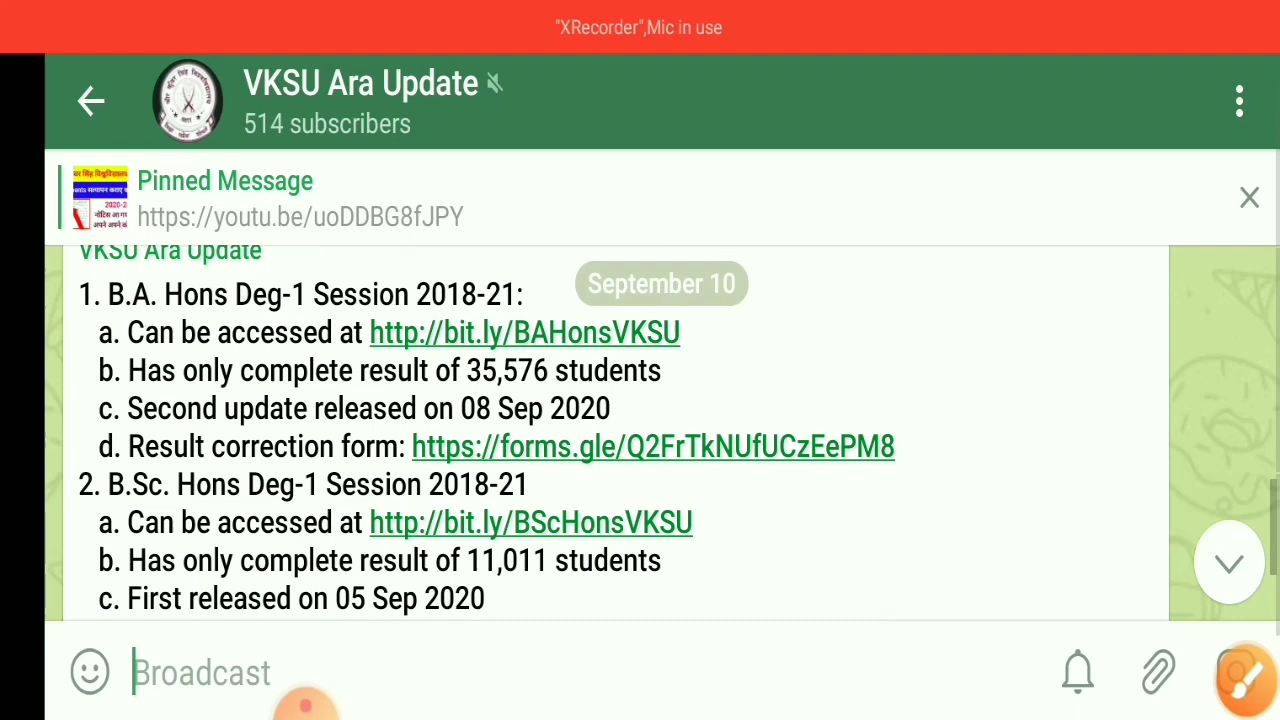 "XRecorder",Mic in use
VKSU Ara Update
514 subscribers
Pinned Message
https://youtu.be/uoDDBG8fJPY
2020-2
VKSU Ara Update
September 10
1. B.A. Hons Deg-1 Session 2018-21:
a. Can be accessed at http://bit.ly/BAHonsVKSU
b. Has only complete result of 35,576 students
c. Second update released on 08 Sep 2020
d. Result correction form: https://forms.gle/Q2FrTkNUfUCzEePM8
2. B.Sc. Hons Deg-1 Session 2018-21
a. Can be accessed at http://bit.ly/BScHonsVKSU
b. Has only complete result of 11,011 students
c. First released on 05 Sep 2020
Broadcast